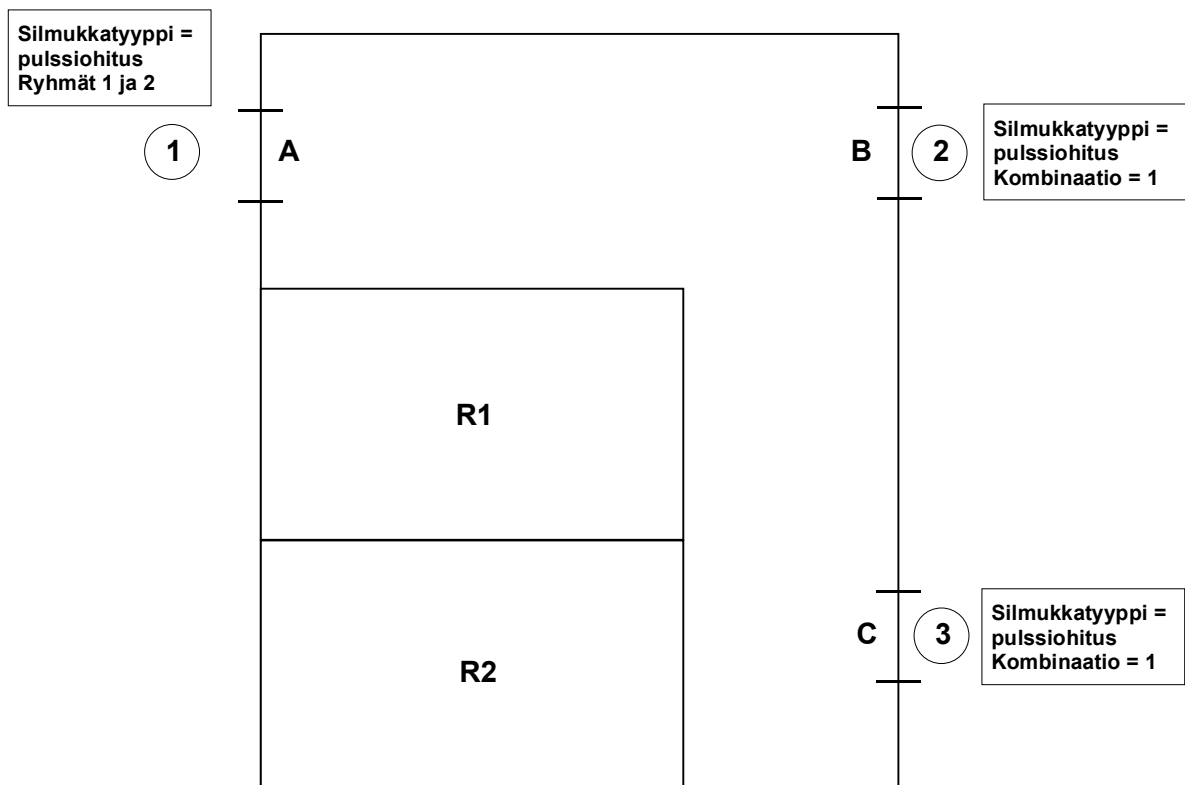 Silmukkatyyppi =
pulssiohitus
Ryhmät 1 ja 2
1
A
B
2
Silmukkatyyppi =
pulssiohitus
Kombinaatio = 1
R1
C
3
Silmukkatyyppi =
pulssiohitus
Kombinaatio = 1
R2